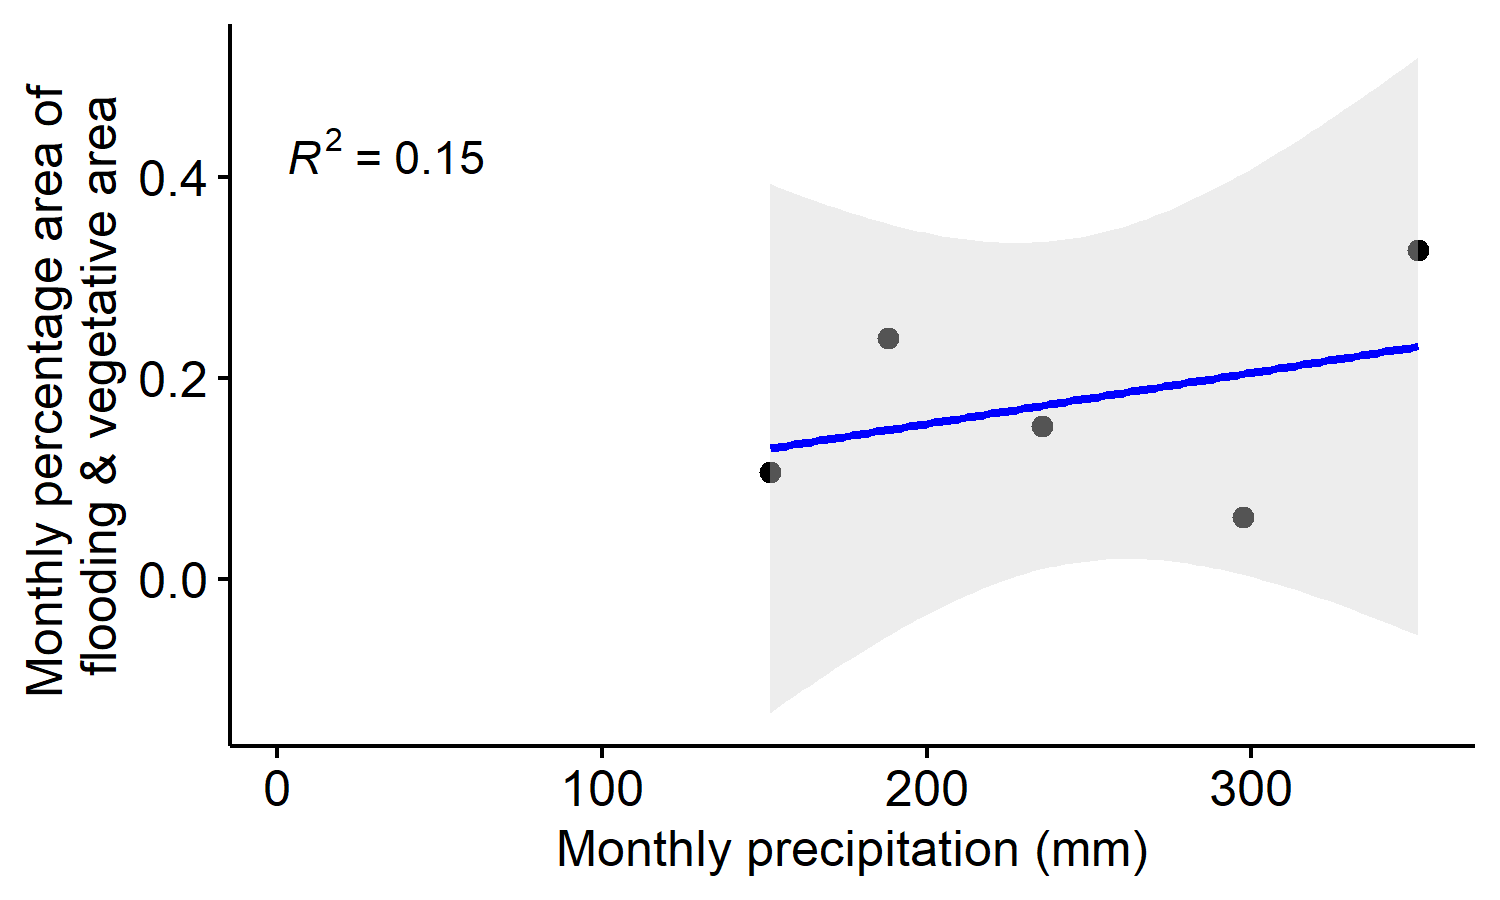 Monthly percentage area of
flooding & vegetative area
R² = 0.15
0.4
0.2
0.0
0 100 200 300
Monthly precipitation (mm)